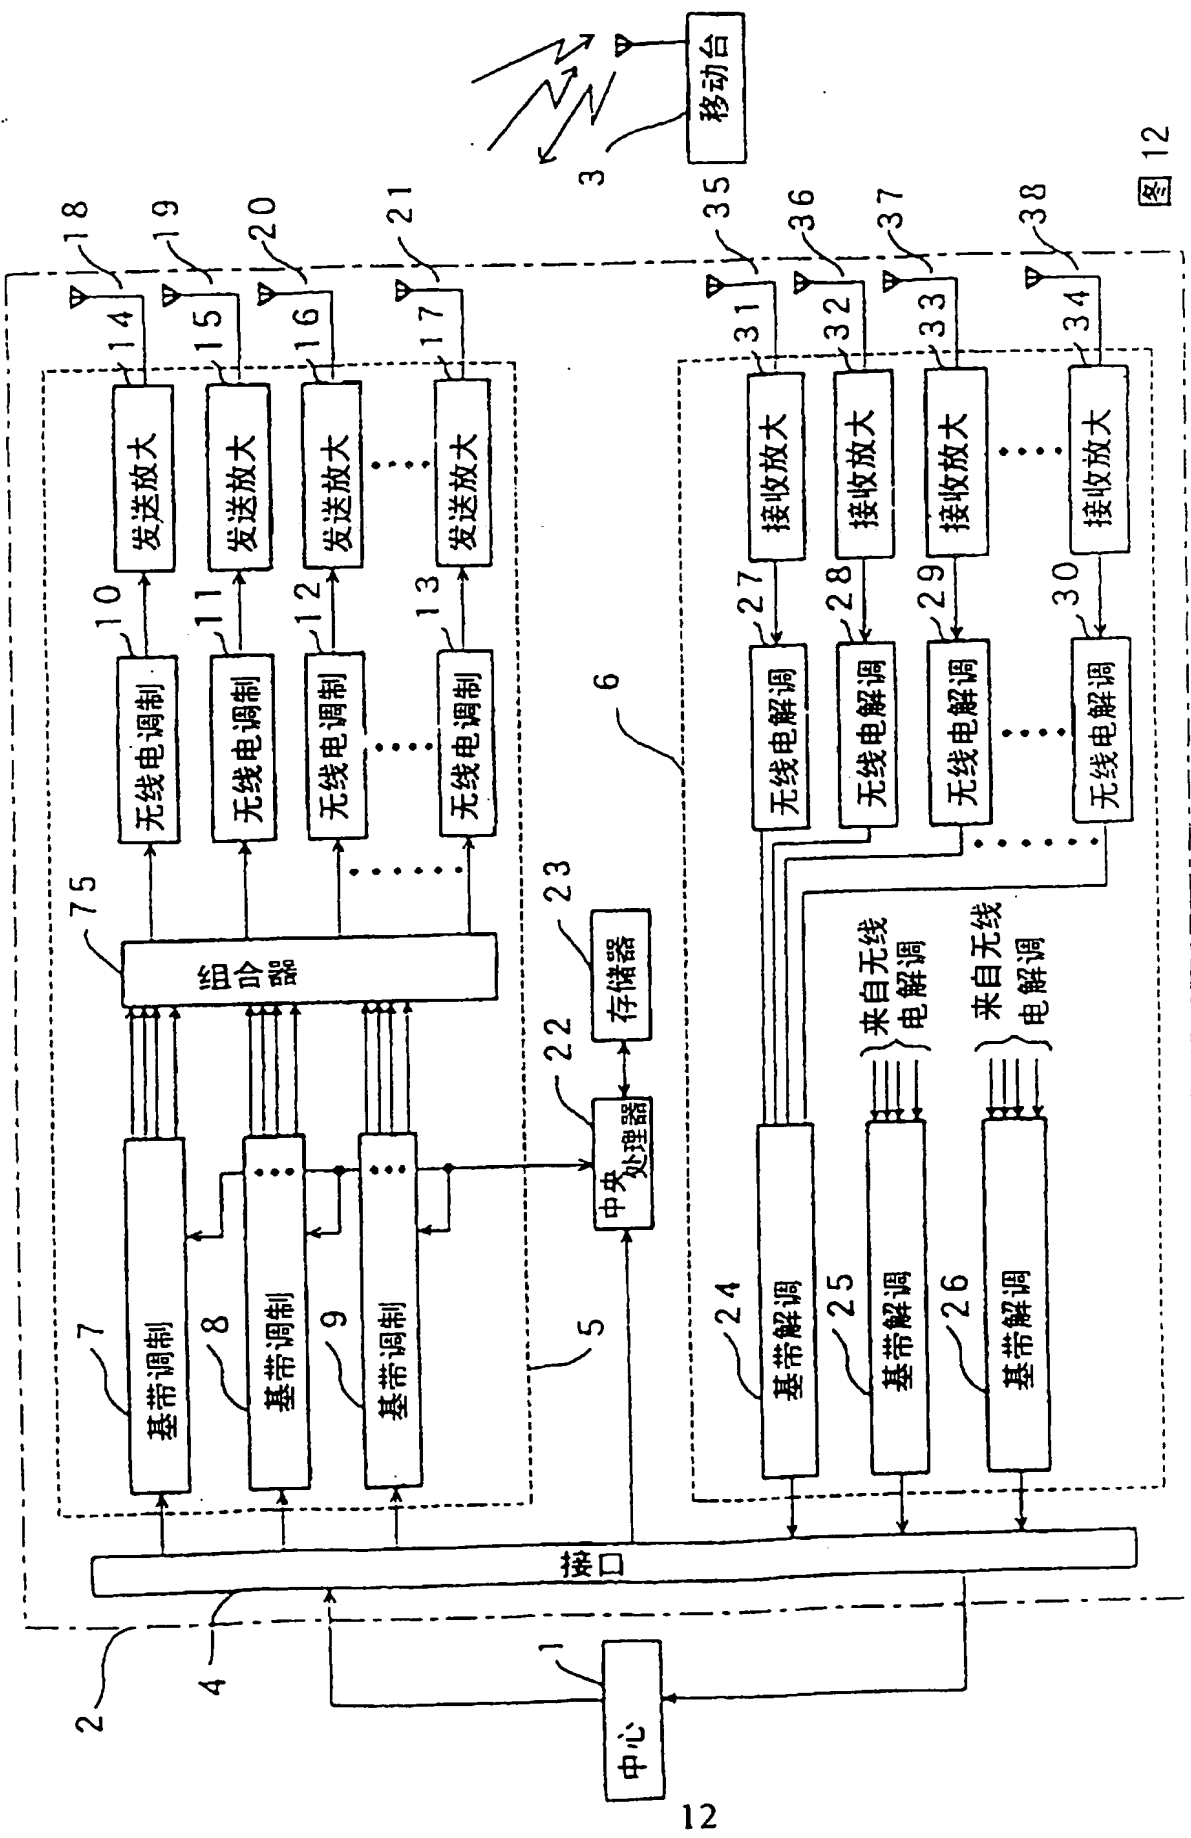 2
4
中心
1
接口
7
基带调制
8
基带调制
9
基带调制
5
75
组合器
10
无线电调制
11
无线电调制
12
无线电调制
13
无线电调制
14
发送放大
15
发送放大
16
发送放大
17
发送放大
18
19
20
21
中央
处理器
22
存储器
23
6
24
基带解调
25
基带解调
26
基带解调
来自无线
电解调
来自无线
电解调
27
无线电解调
28
无线电解调
29
无线电解调
30
无线电解调
31
接收放大
32
接收放大
33
接收放大
34
接收放大
35
36
37
38
3
移动台
图 12
12